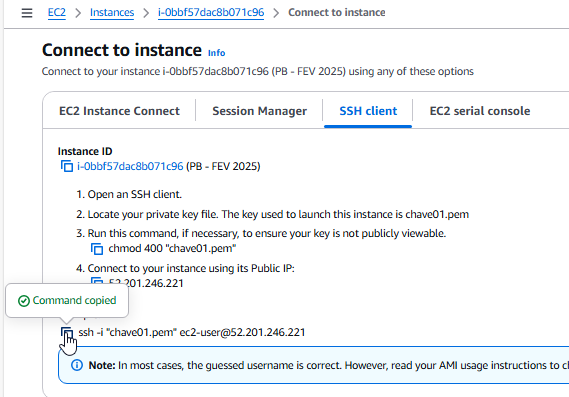 EC2 > Instances > i-0bbf57dac8b071c96 > Connect to instance
Connect to instance Info
Connect to your instance i-0bbf57dac8b071c96 (PB - FEV 2025) using any of these options
EC2 Instance Connect Session Manager SSH client EC2 serial console
Instance ID
i-0bbf57dac8b071c96 (PB - FEV 2025)
1. Open an SSH client.
2. Locate your private key file. The key used to launch this instance is chave01.pem
3. Run this command, if necessary, to ensure your key is not publicly viewable.
chmod 400 "chave01.pem"
4. Connect to your instance using its Public IP:
52.201.246.221
Command copied
ssh -i "chave01.pem" ec2-user@52.201.246.221
Note: In most cases, the guessed username is correct. However, read your AMI usage instructions to